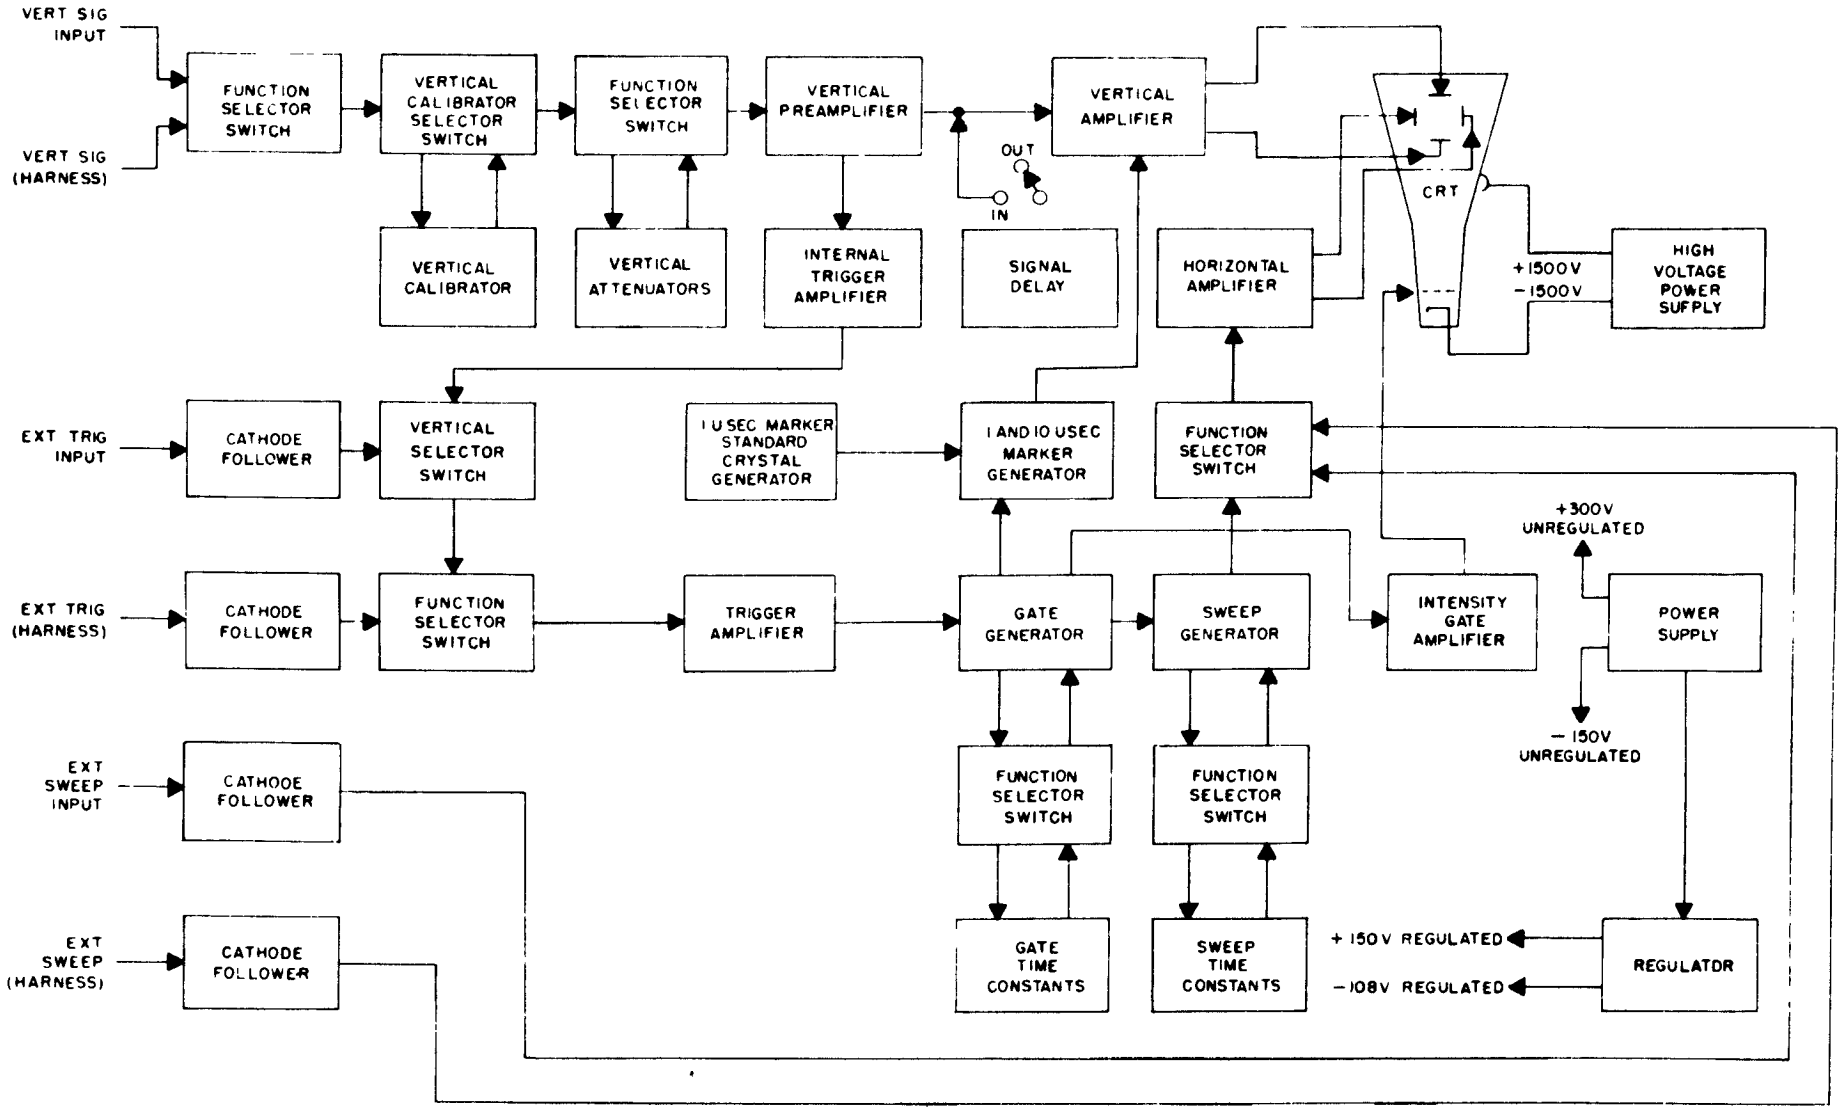 VERT SIG
INPUT
VERT SIG
(HARNESS)
FUNCTION
SELECTOR
SWITCH
VERTICAL
CALIBRATOR
SELECTOR
SWITCH
FUNCTION
SELECTOR
SWITCH
VERTICAL
PREAMPLIFIER
OUT
IN
VERTICAL
AMPLIFIER
CRT
VERTICAL
CALIBRATOR
VERTICAL
ATTENUATORS
INTERNAL
TRIGGER
AMPLIFIER
SIGNAL
DELAY
HORIZONTAL
AMPLIFIER
+1500V
-1500V
HIGH
VOLTAGE
POWER
SUPPLY
EXT TRIG
INPUT
CATHODE
FOLLOWER
VERTICAL
SELECTOR
SWITCH
1 USEC MARKER
STANDARD
CRYSTAL
GENERATOR
1 AND 10 USEC
MARKER
GENERATOR
FUNCTION
SELECTOR
SWITCH
+300V
UNREGULATED
EXT TRIG
(HARNESS)
CATHODE
FOLLOWER
FUNCTION
SELECTOR
SWITCH
TRIGGER
AMPLIFIER
GATE
GENERATOR
SWEEP
GENERATOR
INTENSITY
GATE
AMPLIFIER
POWER
SUPPLY
-150V
UNREGULATED
EXT
SWEEP
INPUT
CATHODE
FOLLOWER
FUNCTION
SELECTOR
SWITCH
FUNCTION
SELECTOR
SWITCH
EXT
SWEEP
(HARNESS)
CATHODE
FOLLOWER
GATE
TIME
CONSTANTS
SWEEP
TIME
CONSTANTS
+150V REGULATED
-108V REGULATED
REGULATOR